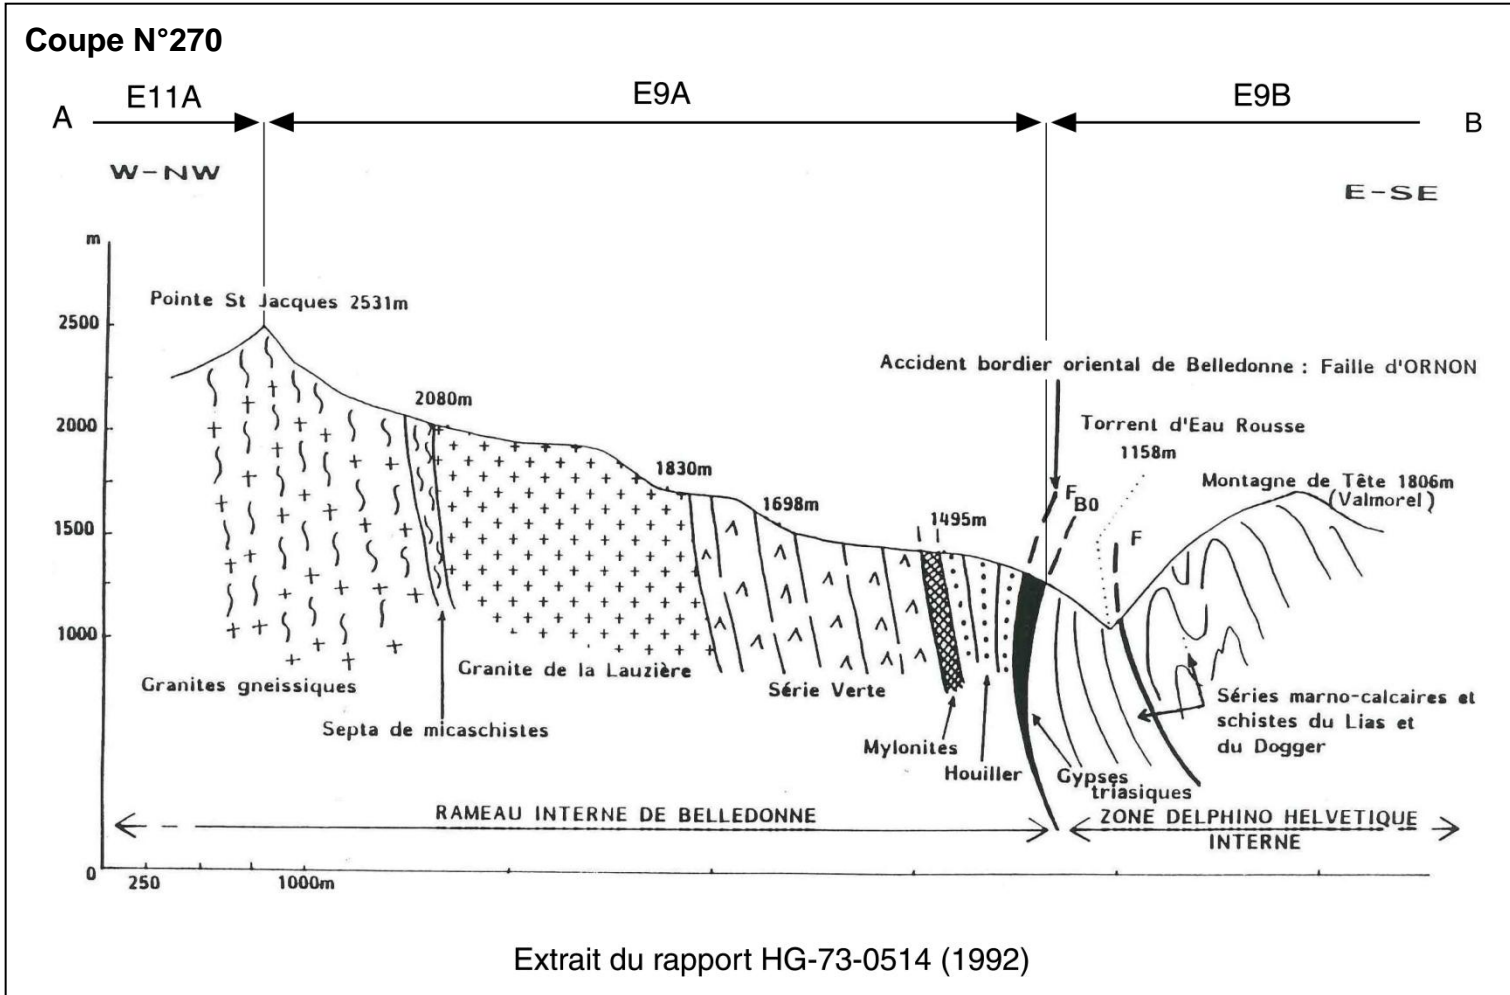 Coupe N°270
E11A
E9A
E9B
A
B
W-NW
E-SE
m
Pointe St Jacques 2531m
2500
Accident bordier oriental de Belledonne : Faille d'ORNON
2080m
2000
Torrent d'Eau Rousse
1158m
1830m
Montagne de Tête 1806m
(Valmorel)
F
BO
1698m
1500
1495m
F
1000
Granite de la Lauzière
Granites gneissiques
Série Verte
Séries marno-calcaires et
schistes du Lias et
du Dogger
Septa de micaschistes
Mylonites
Houiller
Gypses
triasiques
RAMEAU INTERNE DE BELLEDONNE
ZONE DELPHINO HELVETIQUE
INTERNE
0
250
1000m
Extrait du rapport HG-73-0514 (1992)